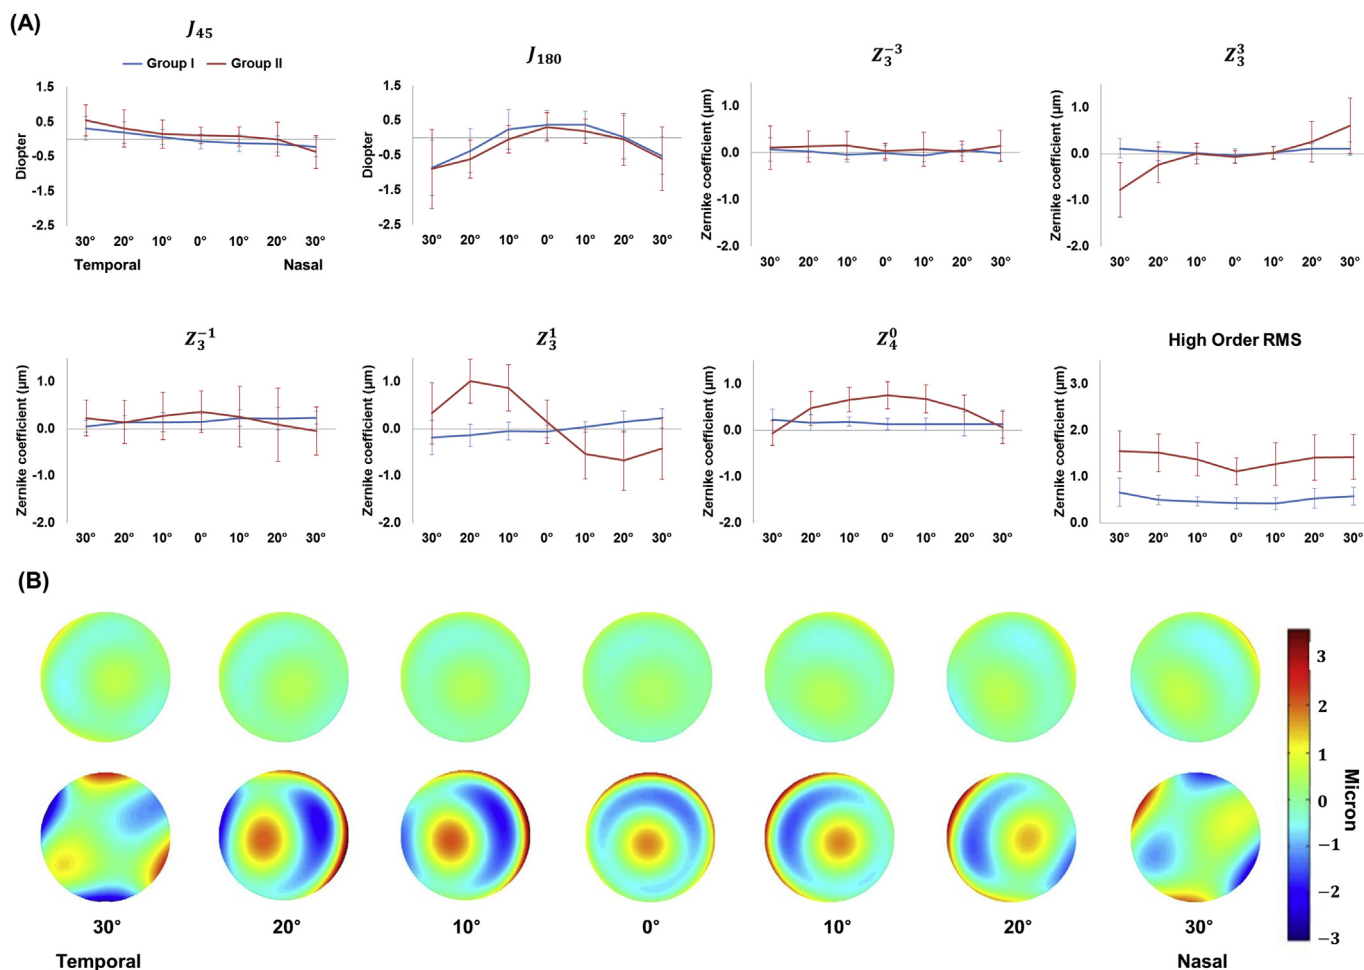 (A)
J₄₅
Group I Group II
Diopter
1.5
0.5
-0.5
-1.5
-2.5
30° 20° 10° 0° 10° 20° 30°
Temporal Nasal
J₁₈₀
Diopter
1.5
0.5
-0.5
-1.5
-2.5
30° 20° 10° 0° 10° 20° 30°
Z₃⁻³
Zernike coefficient (μm)
1.0
0.0
-1.0
-2.0
30° 20° 10° 0° 10° 20° 30°
Z₃³
Zernike coefficient (μm)
1.0
0.0
-1.0
-2.0
30° 20° 10° 0° 10° 20° 30°
Z₃⁻¹
Zernike coefficient (μm)
1.0
0.0
-1.0
-2.0
30° 20° 10° 0° 10° 20° 30°
Z₃¹
Zernike coefficient (μm)
1.0
0.0
-1.0
-2.0
30° 20° 10° 0° 10° 20° 30°
Z₄⁰
Zernike coefficient (μm)
1.0
0.0
-1.0
-2.0
30° 20° 10° 0° 10° 20° 30°
High Order RMS
Zernike coefficient (μm)
3.0
2.0
1.0
0.0
30° 20° 10° 0° 10° 20° 30°
(B)
3
2
1
0
−1
−2
−3
Micron
30° 20° 10° 0° 10° 20° 30°
Temporal Nasal